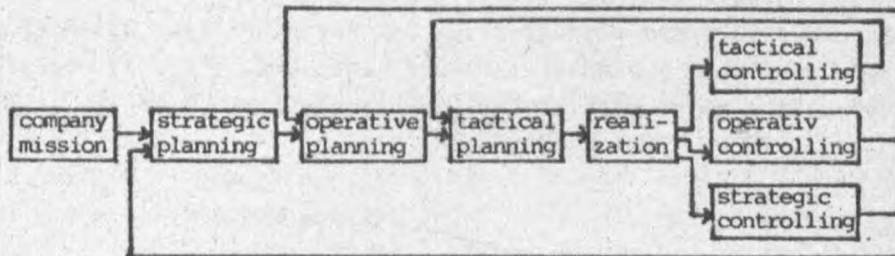 company
mission
strategic
planning
operative
planning
tactical
planning
reali-
zation
tactical
controlling
operativ
controlling
strategic
controlling